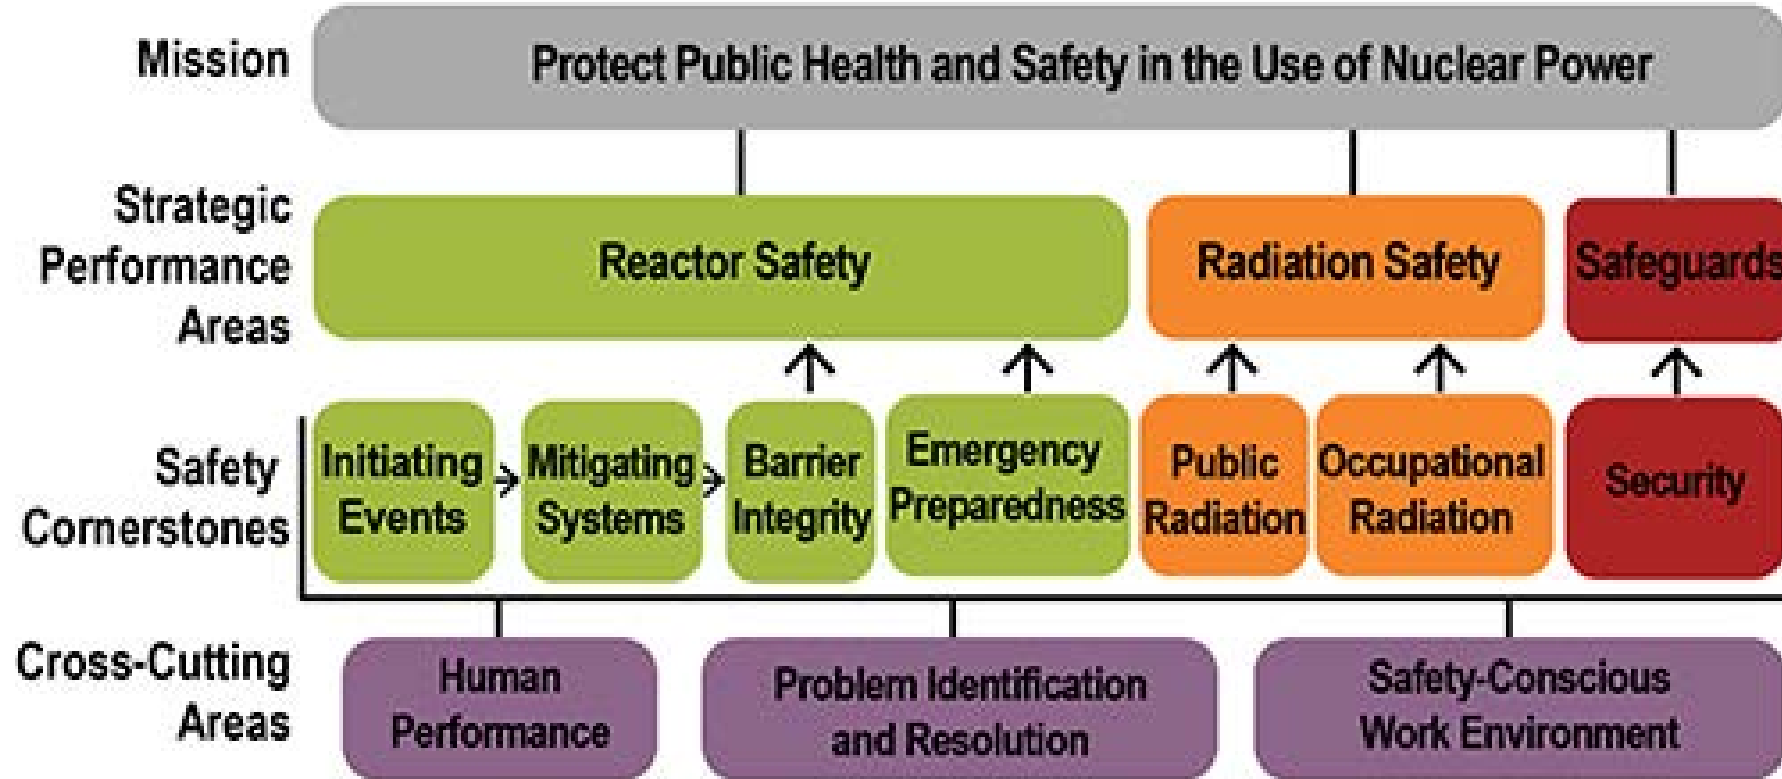 Mission
Protect Public Health and Safety in the Use of Nuclear Power
Strategic
Performance
Areas
Reactor Safety
Radiation Safety
Safeguards
Safety
Cornerstones
Initiating
Events
Mitigating
Systems
Barrier
Integrity
Emergency
Preparedness
Public
Radiation
Occupational
Radiation
Security
Cross-Cutting
Areas
Human
Performance
Problem Identification
and Resolution
Safety-Conscious
Work Environment